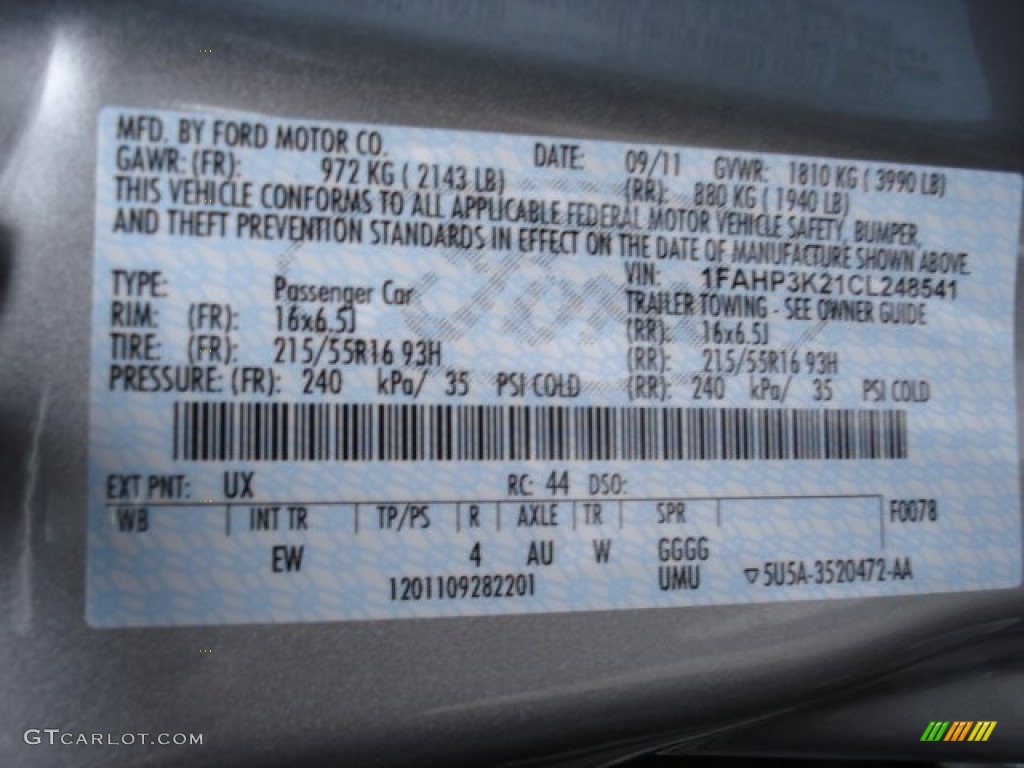 MFD. BY FORD MOTOR CO.
DATE: 09/11 GVWR: 1810 KG ( 3990 LB)
GAWR: (FR): 972 KG ( 2143 LB) (RR): 880 KG ( 1940 LB)
THIS VEHICLE CONFORMS TO ALL APPLICABLE FEDERAL MOTOR VEHICLE SAFETY, BUMPER,
AND THEFT PREVENTION STANDARDS IN EFFECT ON THE DATE OF MANUFACTURE SHOWN ABOVE.
VIN: 1FAHP3K21CL248541
TYPE: Passenger Car TRAILER TOWING - SEE OWNER GUIDE
RIM: (FR): 16x6.5J (RR): 16x6.5J
TIRE: (FR): 215/55R16 93H (RR): 215/55R16 93H
PRESSURE: (FR): 240 kPa/ 35 PSI COLD (RR): 240 kPa/ 35 PSI COLD
EXT PNT: UX RC: 44 DSO:
WB INT TR TP/PS R AXLE TR SPR F0078
EW 4 AU W GGGG
1201109282201 UMU ▽5U5A-3520472-AA
GTCARLOT.COM